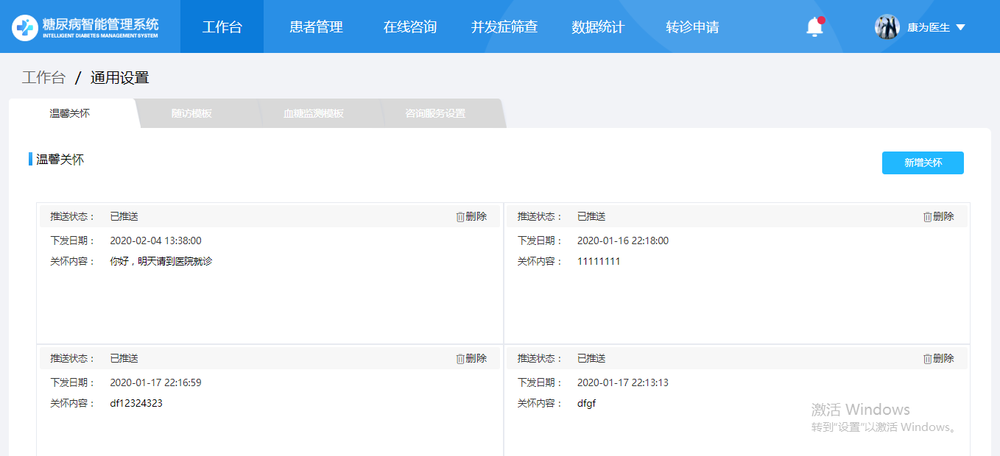 糖尿病智能管理系统
INTELLIGENT DIABETES MANAGEMENT SYSTEM
工作台 患者管理 在线咨询 并发症筛查 数据统计 转诊申请 康为医生
工作台 / 通用设置
温馨关怀 随访模板 血糖监测模板 咨询服务设置
温馨关怀 新增关怀
推送状态： 已推送 删除 推送状态： 已推送 删除
下发日期： 2020-02-04 13:38:00 下发日期： 2020-01-16 22:18:00
关怀内容： 你好，明天请到医院就诊 关怀内容： 11111111
推送状态： 已推送 删除 推送状态： 已推送 删除
下发日期： 2020-01-17 22:16:59 下发日期： 2020-01-17 22:13:13
关怀内容： df12324323 关怀内容： dfgf
激活 Windows
转到“设置”以激活 Windows。